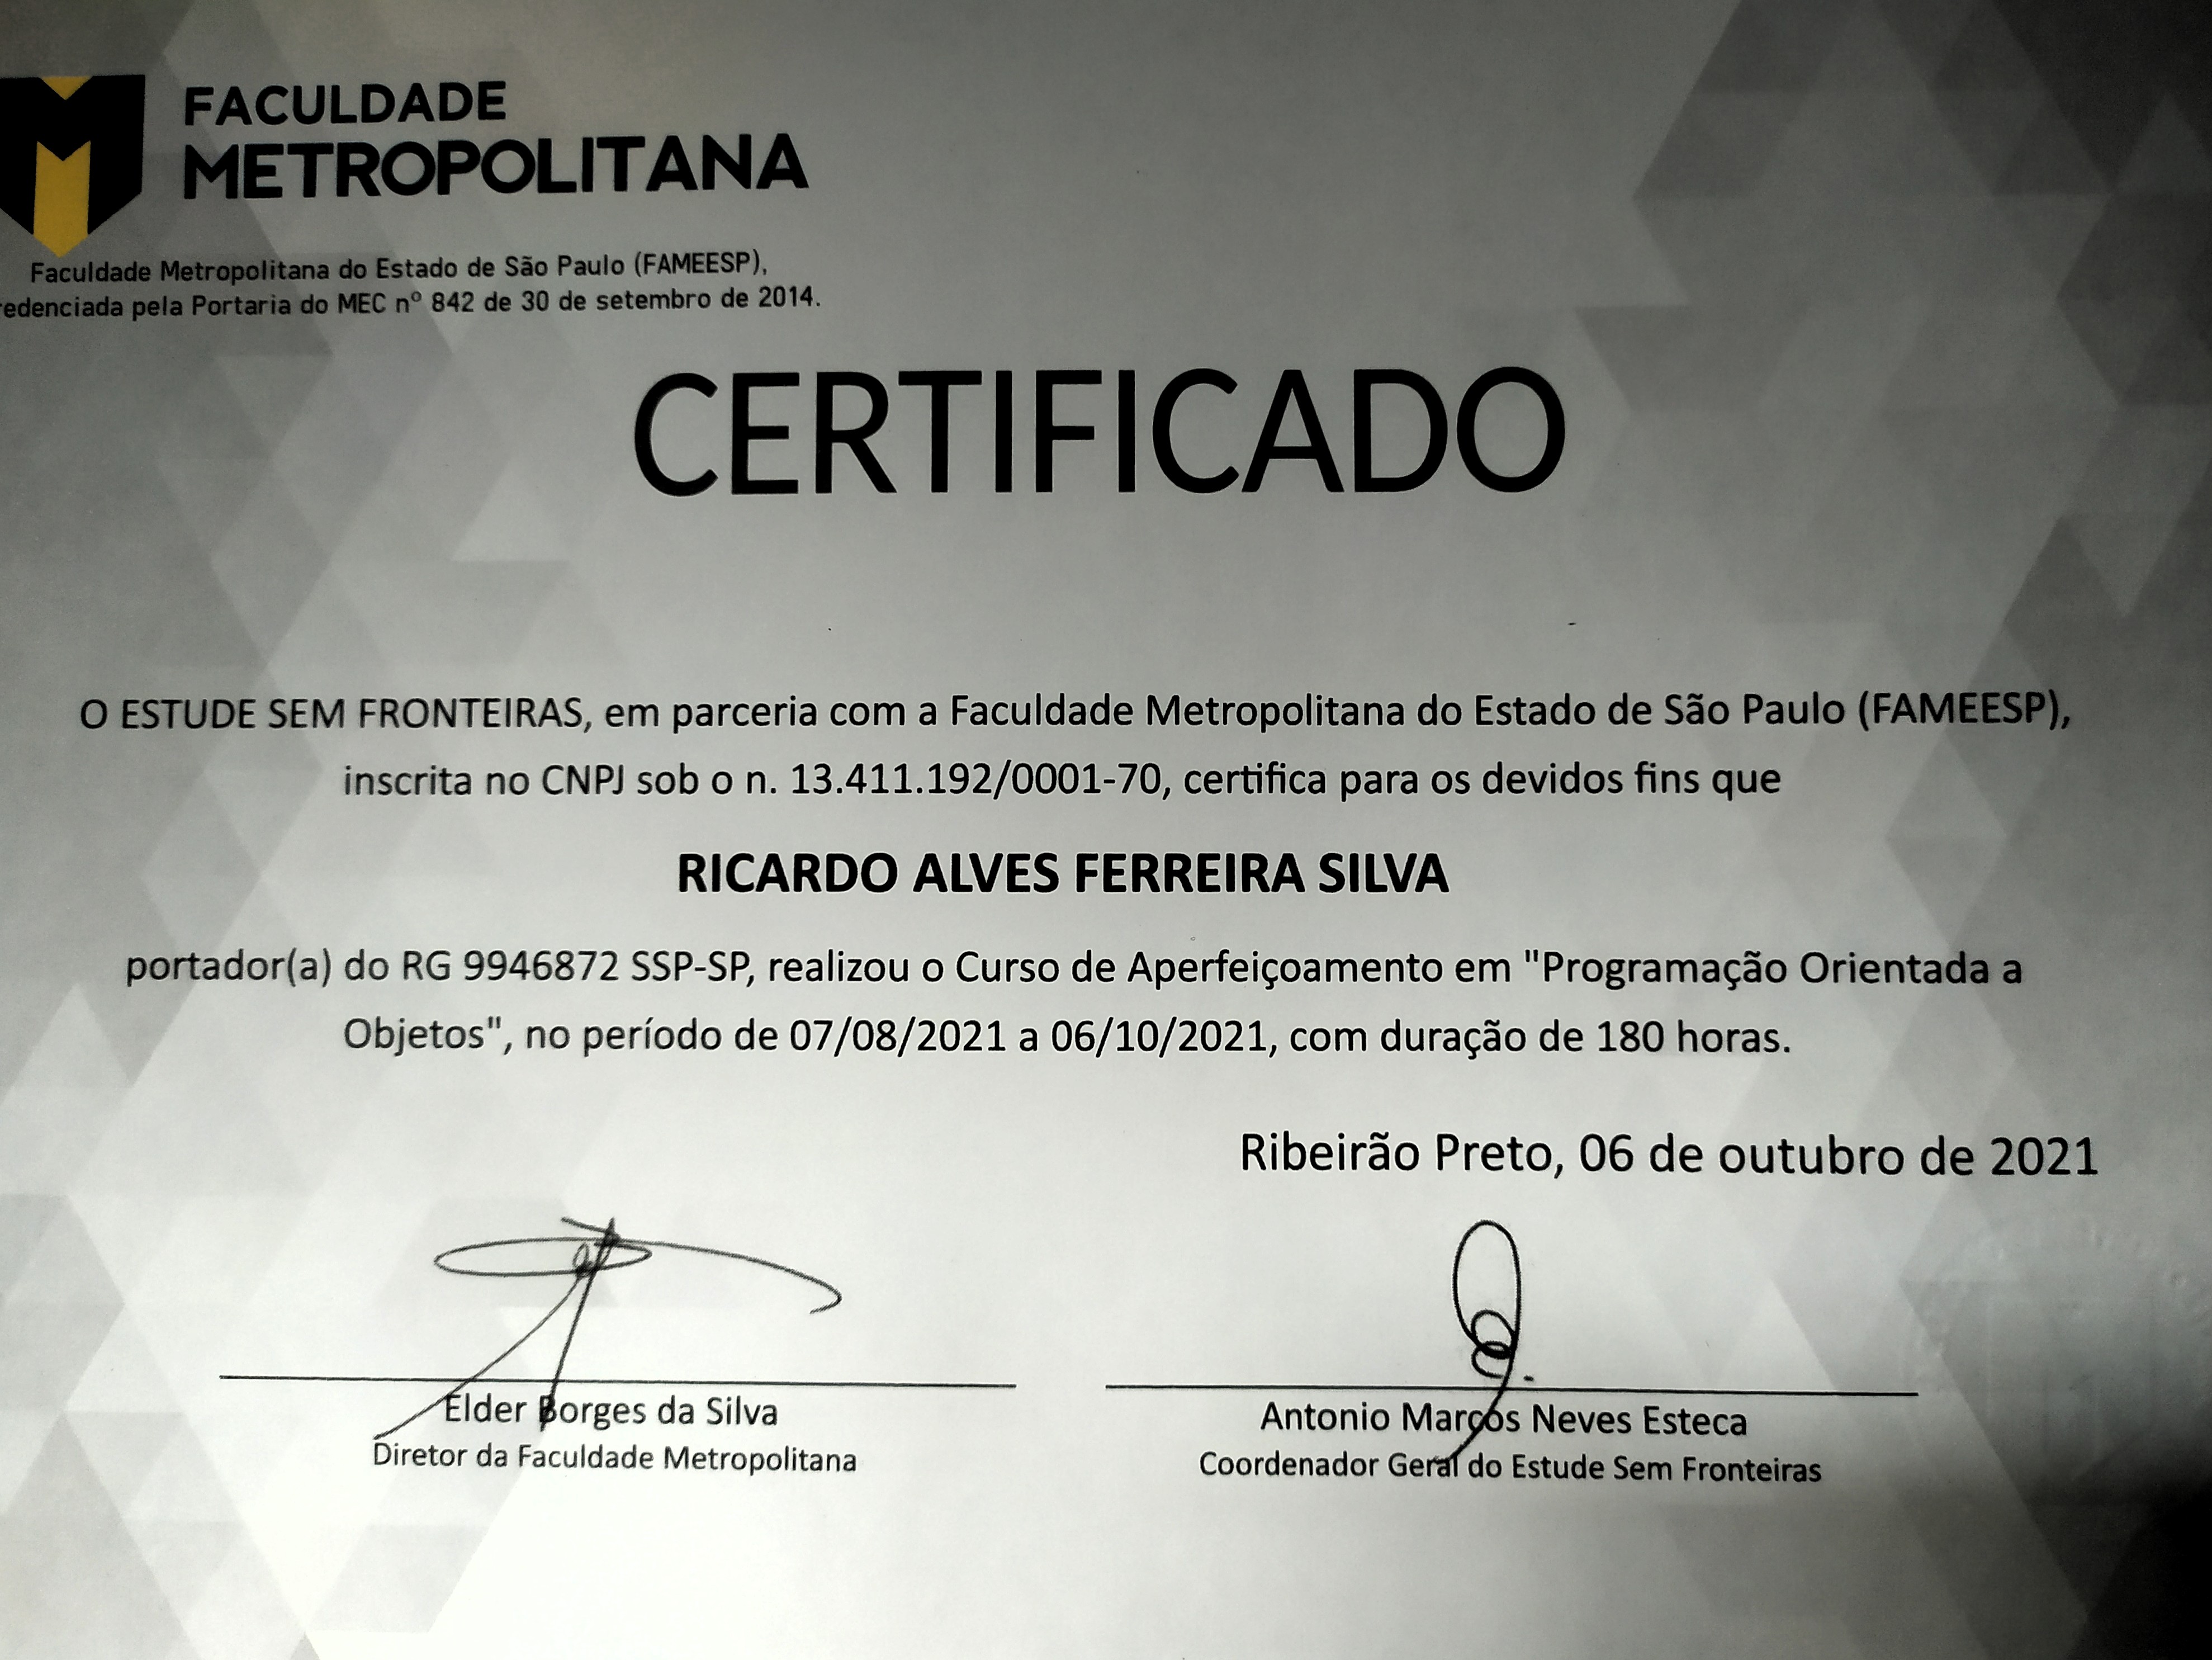 FACULDADE
METROPOLITANA
Faculdade Metropolitana do Estado de São Paulo (FAMEESP),
redenciada pela Portaria do MEC nº 842 de 30 de setembro de 2014.
CERTIFICADO
O ESTUDE SEM FRONTEIRAS, em parceria com a Faculdade Metropolitana do Estado de São Paulo (FAMEESP),
inscrita no CNPJ sob o n. 13.411.192/0001-70, certifica para os devidos fins que
RICARDO ALVES FERREIRA SILVA
portador(a) do RG 9946872 SSP-SP, realizou o Curso de Aperfeiçoamento em "Programação Orientada a
Objetos", no período de 07/08/2021 a 06/10/2021, com duração de 180 horas.
Ribeirão Preto, 06 de outubro de 2021
Elder Borges da Silva
Diretor da Faculdade Metropolitana
Antonio Marcos Neves Esteca
Coordenador Geral do Estude Sem Fronteiras